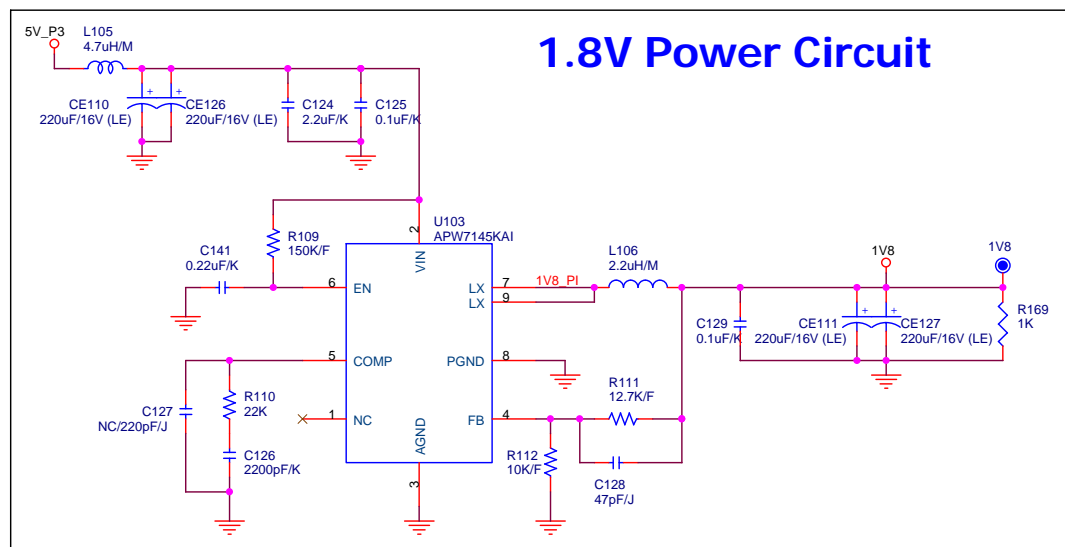 1.8V Power Circuit
5V_P3
L105
4.7uH/M
CE110
220uF/16V (LE)
CE126
220uF/16V (LE)
C124
2.2uF/K
C125
0.1uF/K
U103
APW7145KAI
R109
150K/F
C141
0.22uF/K
2
VIN
6
EN
5
COMP
1
NC
3
AGND
7
LX
9
LX
8
PGND
4
FB
1V8_PI
L106
2.2uH/M
1V8
1V8
C129
0.1uF/K
CE111
220uF/16V (LE)
CE127
220uF/16V (LE)
R169
1K
C127
NC/220pF/J
R110
22K
C126
2200pF/K
R111
12.7K/F
R112
10K/F
C128
47pF/J
+
+
+
+